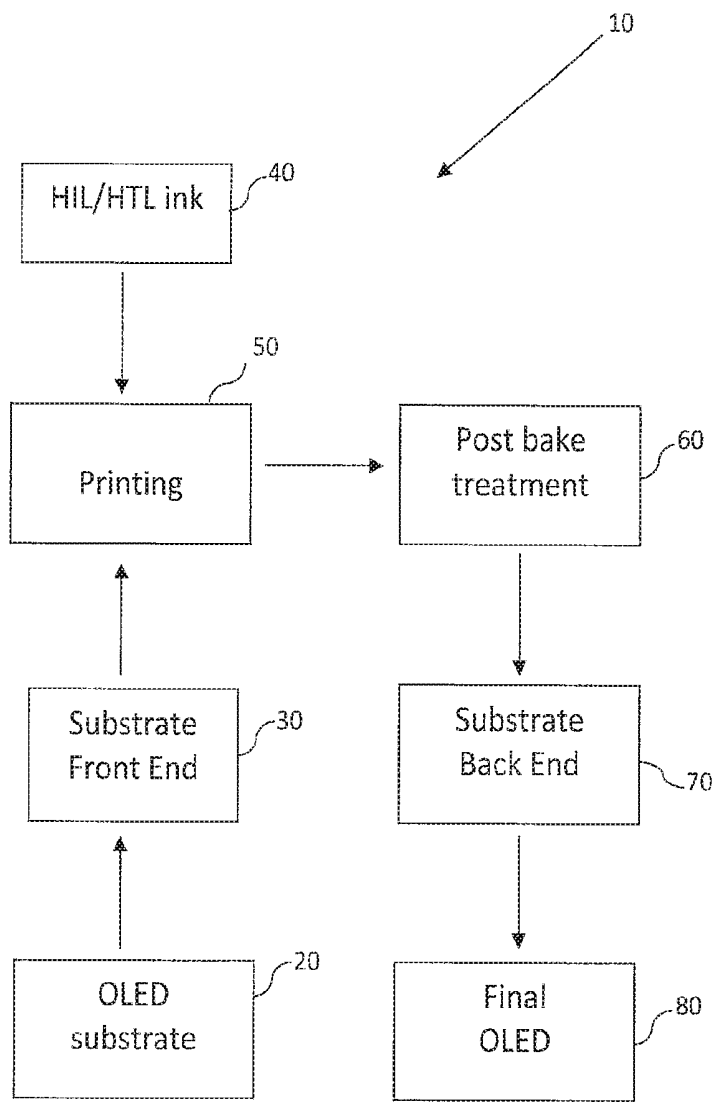 10
HIL/HTL ink
40
50
Printing
Post bake
treatment
60
Substrate
Front End
30
Substrate
Back End
70
OLED
substrate
20
Final
OLED
80